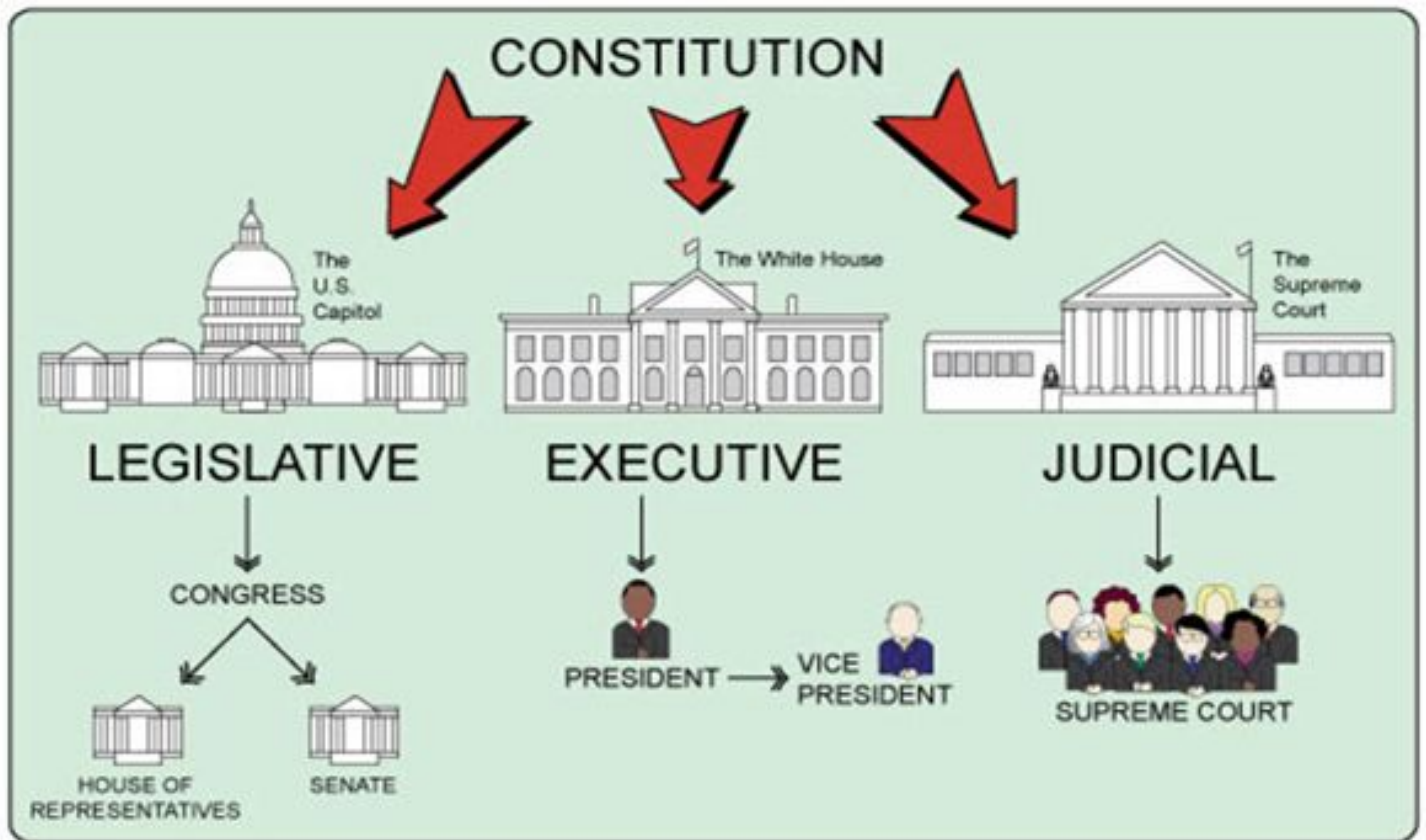 CONSTITUTION
The
U.S.
Capitol
The White House
The
Supreme
Court
LEGISLATIVE
EXECUTIVE
JUDICIAL
CONGRESS
HOUSE OF
REPRESENTATIVES
SENATE
PRESIDENT
VICE
PRESIDENT
SUPREME COURT